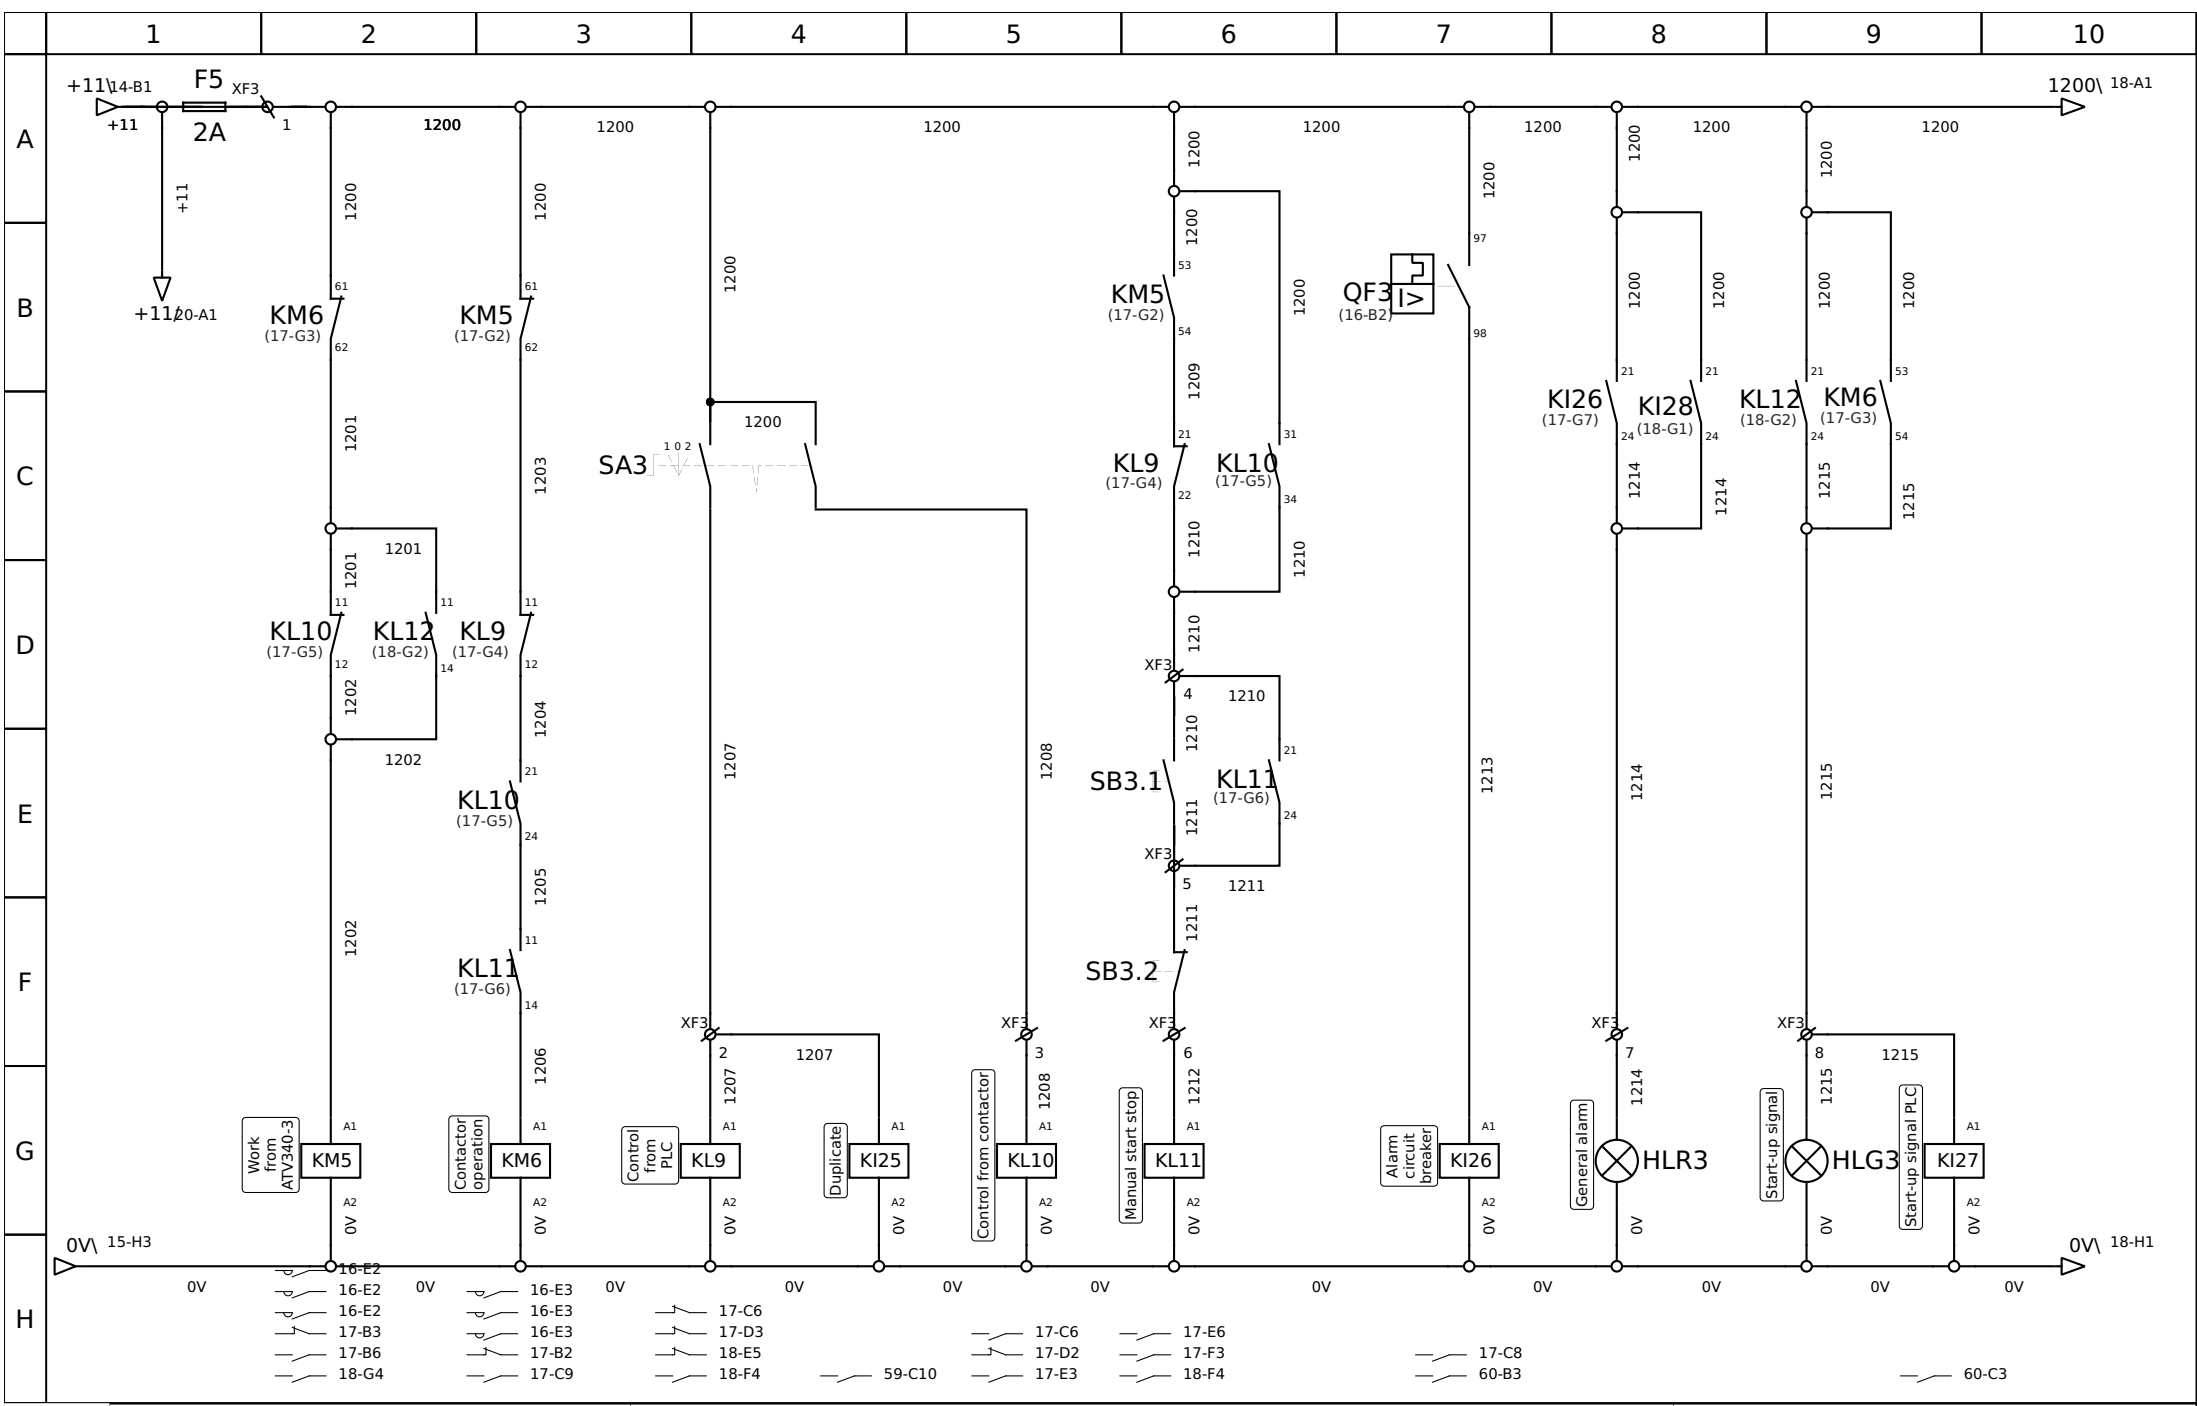 1 2 3 4 5 6 7 8 9 10
A
B
C
D
E
F
G
H
+11\ 14-B1
F5
XF3
1200\ 18-A1
+11
2A
1
1200
1200
1200
1200
1200
1200
1200
+11
1200
1200
1200
1200
1200
1200
+11/20-A1
61
KM6
(17-G3)
62
61
KM5
(17-G2)
62
1200
1200
53
KM5
(17-G2)
54
1200
97
QF3
(16-B2)
I>
98
1200
1200
1200
1200
1201
1203
1200
SA3
1 0 2
1209
21
KL9
(17-G4)
22
31
KL10
(17-G5)
34
21
KI26
(17-G7)
24
21
KI28
(18-G1)
24
21
KL12
(18-G2)
24
53
KM6
(17-G3)
54
1214
1214
1215
1215
1201
1201
1210
1210
11
KL10
(17-G5)
12
11
KL12
(18-G2)
14
11
KL9
(17-G4)
12
1210
XF3
4
1210
1202
1202
1204
1210
21
KL10
(17-G5)
24
1207
1208
SB3.1
21
KL11
(17-G6)
24
1211
1213
1214
1215
XF3
5
1211
1205
1202
1211
11
KL11
(17-G6)
14
SB3.2
1206
XF3
2
1207
XF3
3
XF3
6
XF3
7
XF3
8
1215
1207
1208
1212
1214
1215
Work
from
ATV340-3
A1
KM5
A2
0V
Contactor
operation
A1
KM6
A2
0V
Control
from
PLC
A1
KL9
A2
0V
Duplicate
A1
KI25
A2
0V
Control from contactor
A1
KL10
A2
0V
Manual start stop
A1
KL11
A2
0V
Alarm
circuit
breaker
A1
KI26
A2
0V
General alarm
HLR3
0V
Start-up signal
HLG3
0V
Start-up signal PLC
A1
KI27
A2
0V
0V\ 15-H3
0V\ 18-H1
0V
0V
0V
0V
0V
0V
0V
0V
0V
0V
0V
16-E2
16-E2
16-E2
17-B3
17-B6
18-G4
16-E3
16-E3
16-E3
17-B2
17-C9
17-C6
17-D3
18-E5
18-F4
59-C10
17-C6
17-D2
17-E3
17-E6
17-F3
18-F4
17-C8
60-B3
60-C3